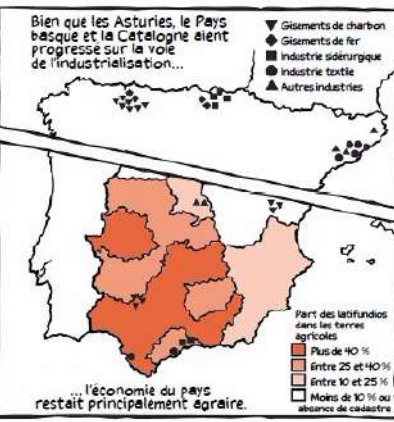 Bien que les Asturies, le Pays
basque et la Catalogne aient
progressé sur la voie
de l'industrialisation...
Gisements de charbon
Gisements de fer
Industrie sidérurgique
Industrie textile
Autres industries
Part des latifundios
dans les terres
agricoles
Plus de 40 %
Entre 25 et 40 %
Entre 10 et 25 %
Moins de 10 % ou
absence de cadastre
...l'économie du pays
restait principalement agraire.